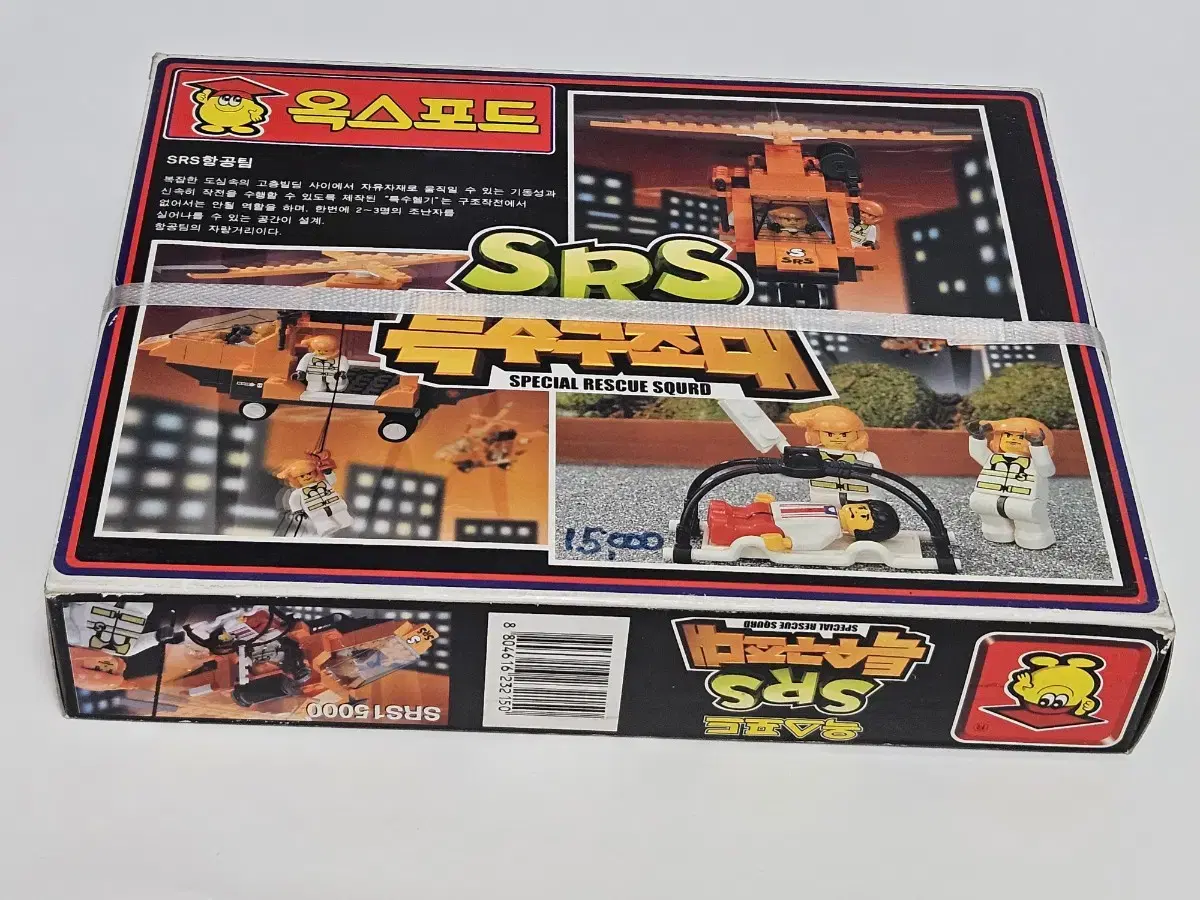 옥스포드
SRS항공팀
복잡한 도심속의 고층빌딩 사이에서 자유자재로 움직일 수 있는 기동성과
신속히 작전을 수행할 수 있도록 제작된 "특수헬기"는 구조작전에서
없어서는 안될 역할을 하며, 한번에 2~3명의 조난자를
실어나를 수 있는 공간이 설계.
항공팀의 자랑거리이다.
SRS
SRS
특수구조대
SPECIAL RESCUE SQURD
15,000
SRS
SRS15000
8 804616 232150
SPECIAL RESCUE SQURD
특수구조대
SRS
옥스포드